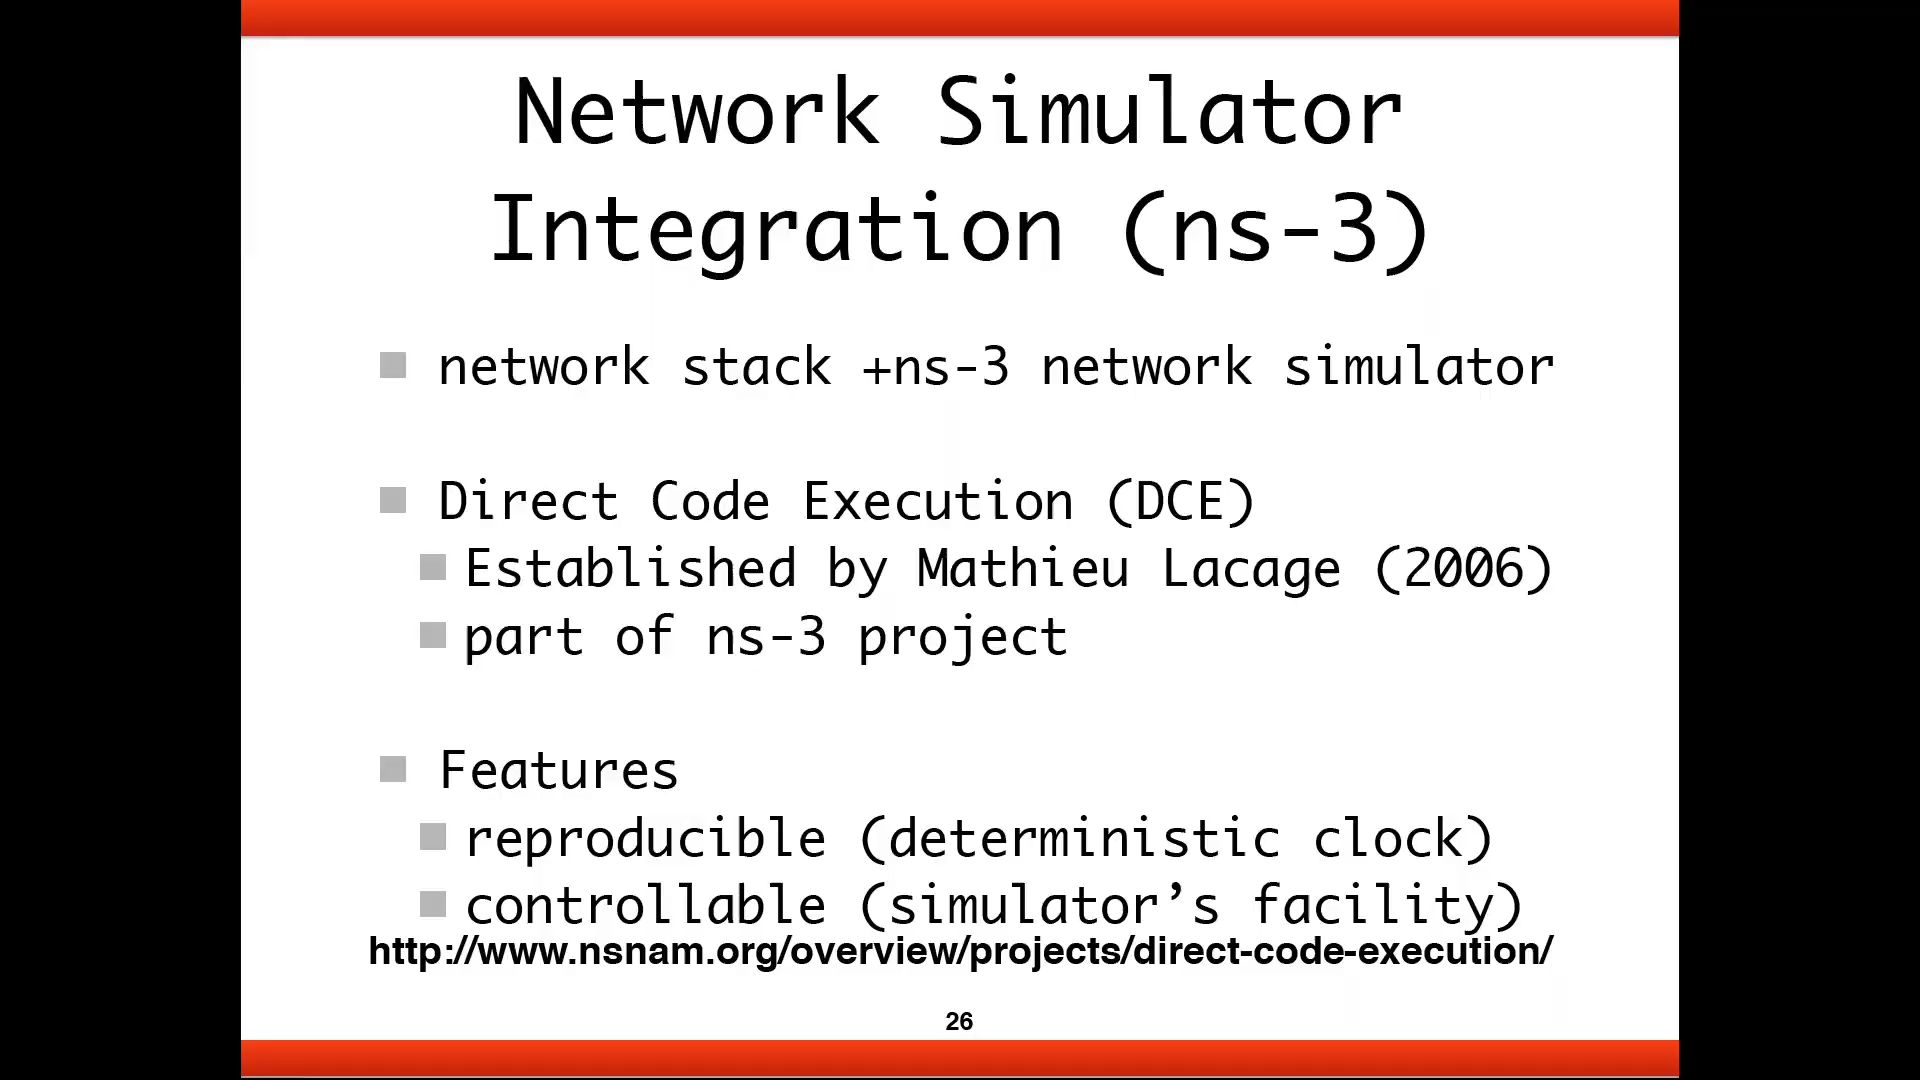 Network Simulator
Integration (ns-3)
network stack +ns-3 network simulator
Direct Code Execution (DCE)
Established by Mathieu Lacage (2006)
part of ns-3 project
Features
reproducible (deterministic clock)
controllable (simulator’s facility)
http://www.nsnam.org/overview/projects/direct-code-execution/
26